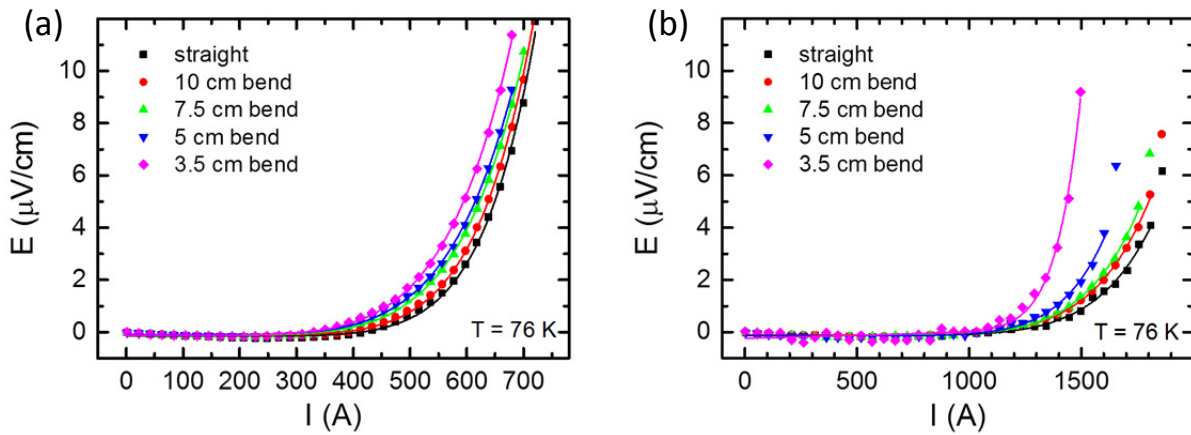 (a)
E (μV/cm)
10
8
6
4
2
0
straight
10 cm bend
7.5 cm bend
5 cm bend
3.5 cm bend
T = 76 K
0 100 200 300 400 500 600 700
I (A)
(b)
E (μV/cm)
10
8
6
4
2
0
straight
10 cm bend
7.5 cm bend
5 cm bend
3.5 cm bend
T = 76 K
0 500 1000 1500
I (A)